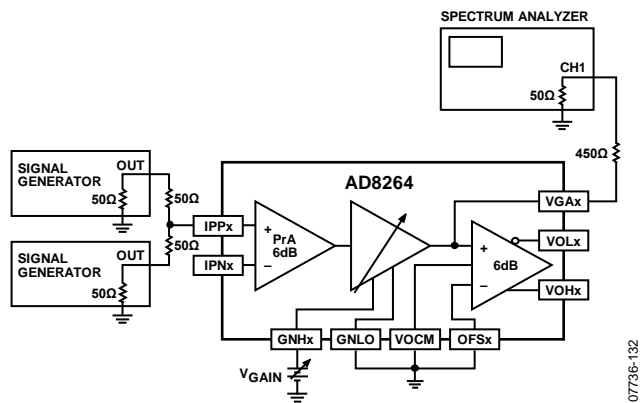 SPECTRUM ANALYZER
CH1
50Ω
450Ω
SIGNAL
GENERATOR
OUT
50Ω
50Ω
SIGNAL
GENERATOR
OUT
50Ω
50Ω
AD8264
IPPx
IPNx
+
PrA
6dB
–
+
6dB
–
VGAx
VOLx
VOHx
GNHx
GNLO
VOCM
OFSx
VGAIN
07736-132